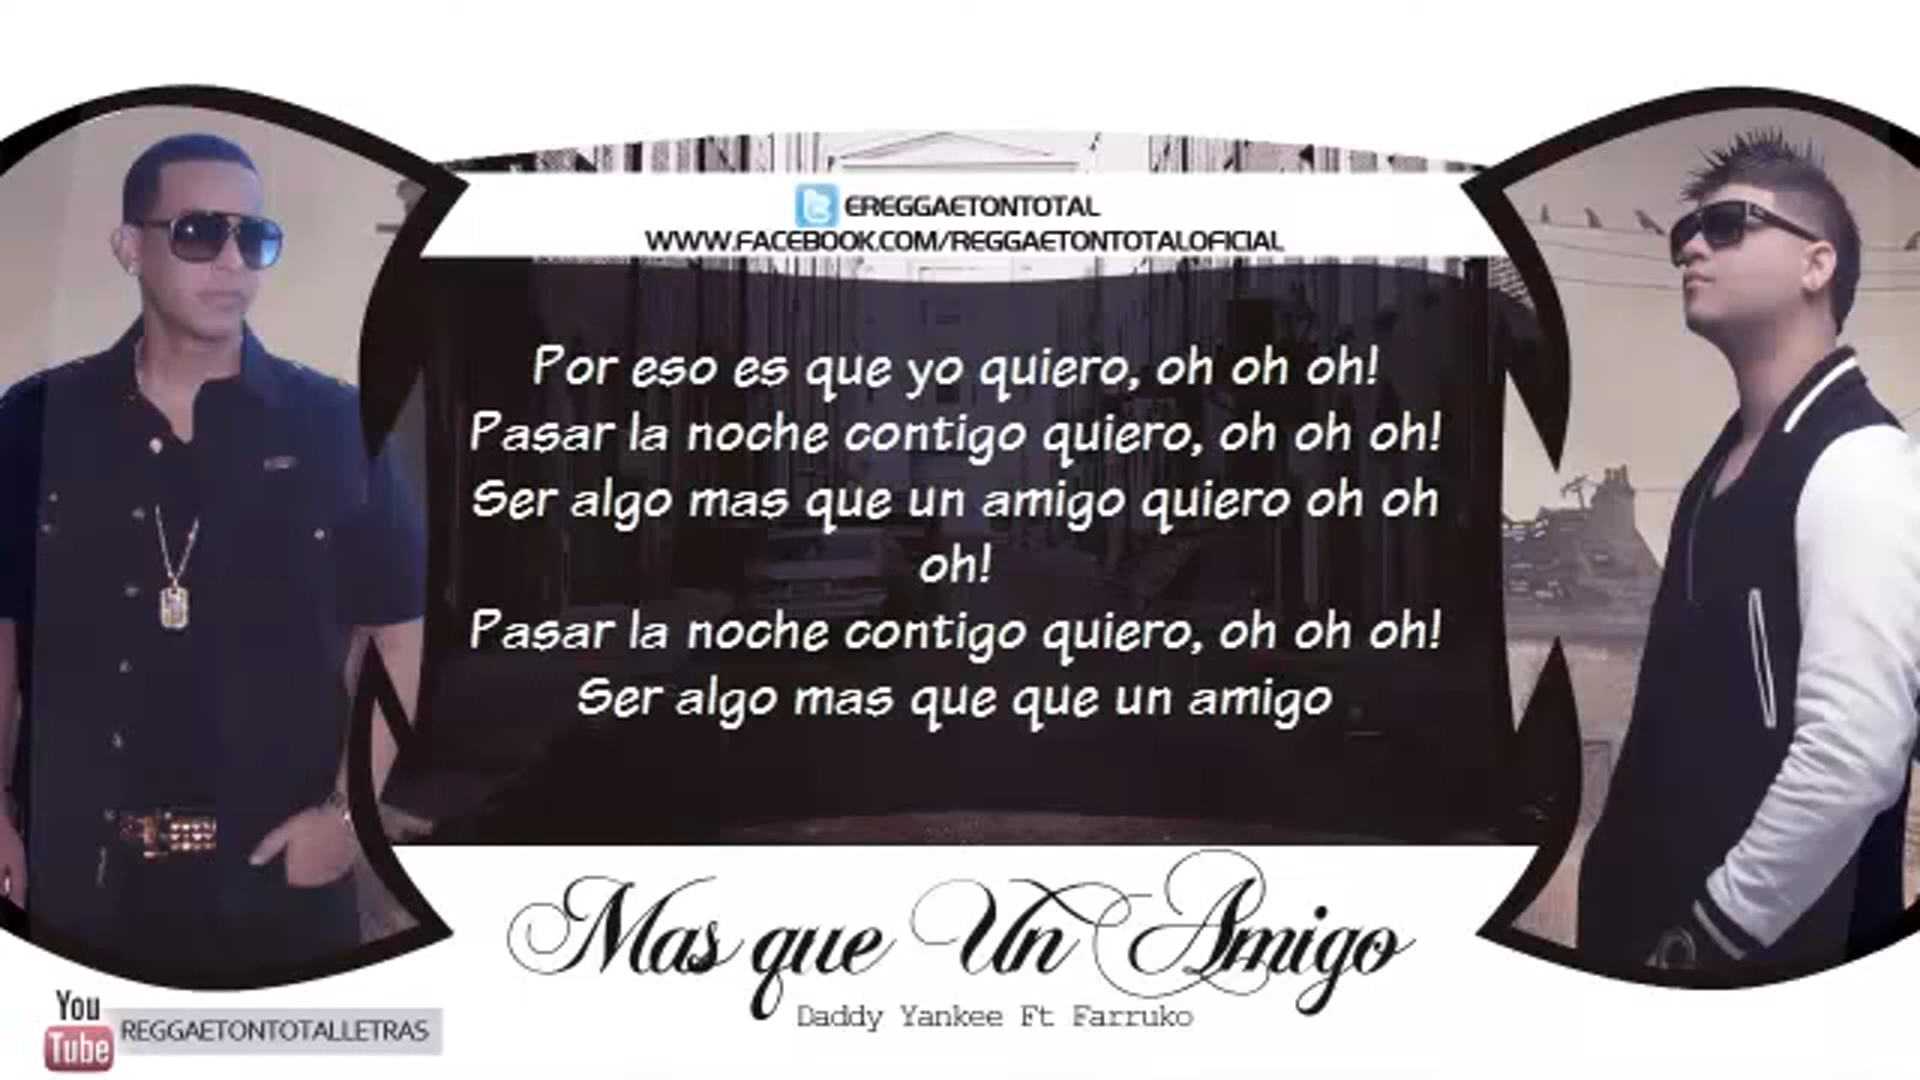 EREGGAETONTOTAL
WWW.FACEBOOK.COM/REGGAETONTOTALOFICIAL
Por eso es que yo quiero, oh oh oh!
Pasar la noche contigo quiero, oh oh oh!
Ser algo mas que un amigo quiero oh oh
oh!
Pasar la noche contigo quiero, oh oh oh!
Ser algo mas que que un amigo
Mas que Un Amigo
Daddy Yankee Ft Farruko
You
Tube REGGAETONTOTALLETRAS